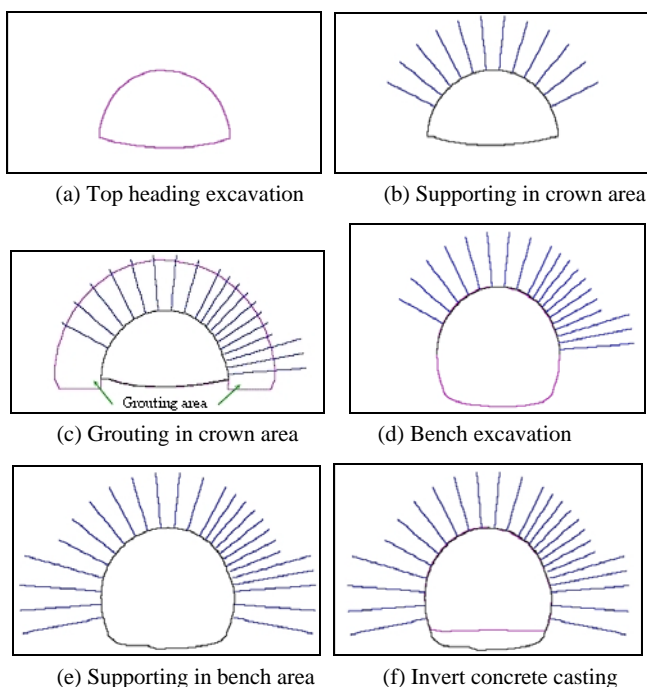 (a) Top heading excavation
(b) Supporting in crown area
Grouting area
(c) Grouting in crown area
(d) Bench excavation
(e) Supporting in bench area
(f) Invert concrete casting